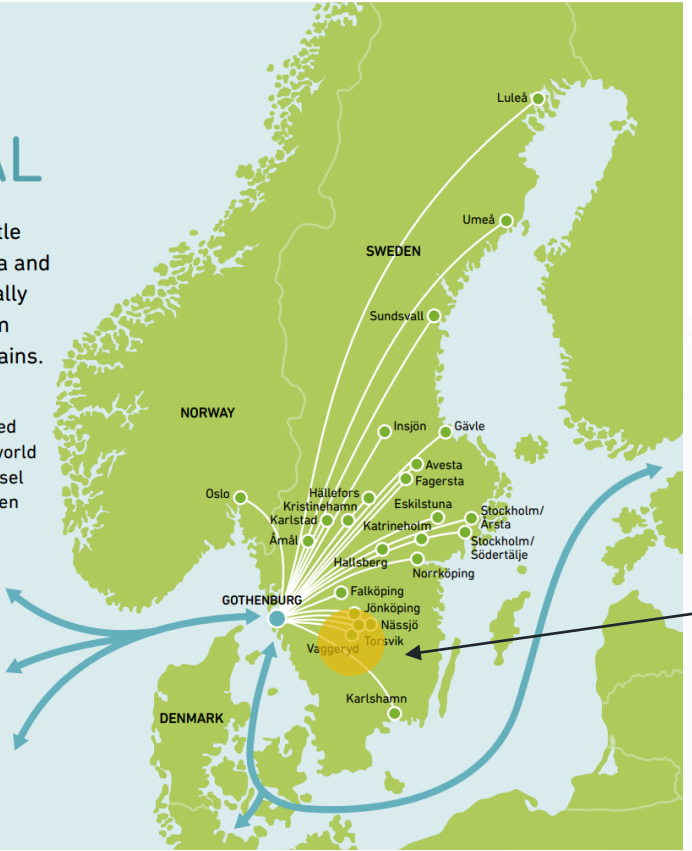 AL
tle
a and
ally
n
ains.
ed
world
sel
en
Luleå
Umeå
SWEDEN
Sundsvall
NORWAY
Insjön
Gävle
Avesta
Fagersta
Oslo
Hällefors
Kristinehamn
Karlstad
Eskilstuna
Stockholm/
Årsta
Katrineholm
Åmål
Stockholm/
Södertälje
Hallsberg
Norrköping
Falköping
GOTHENBURG
Jönköping
Nässjö
Torsvik
Vaggeryd
Karlshamn
DENMARK